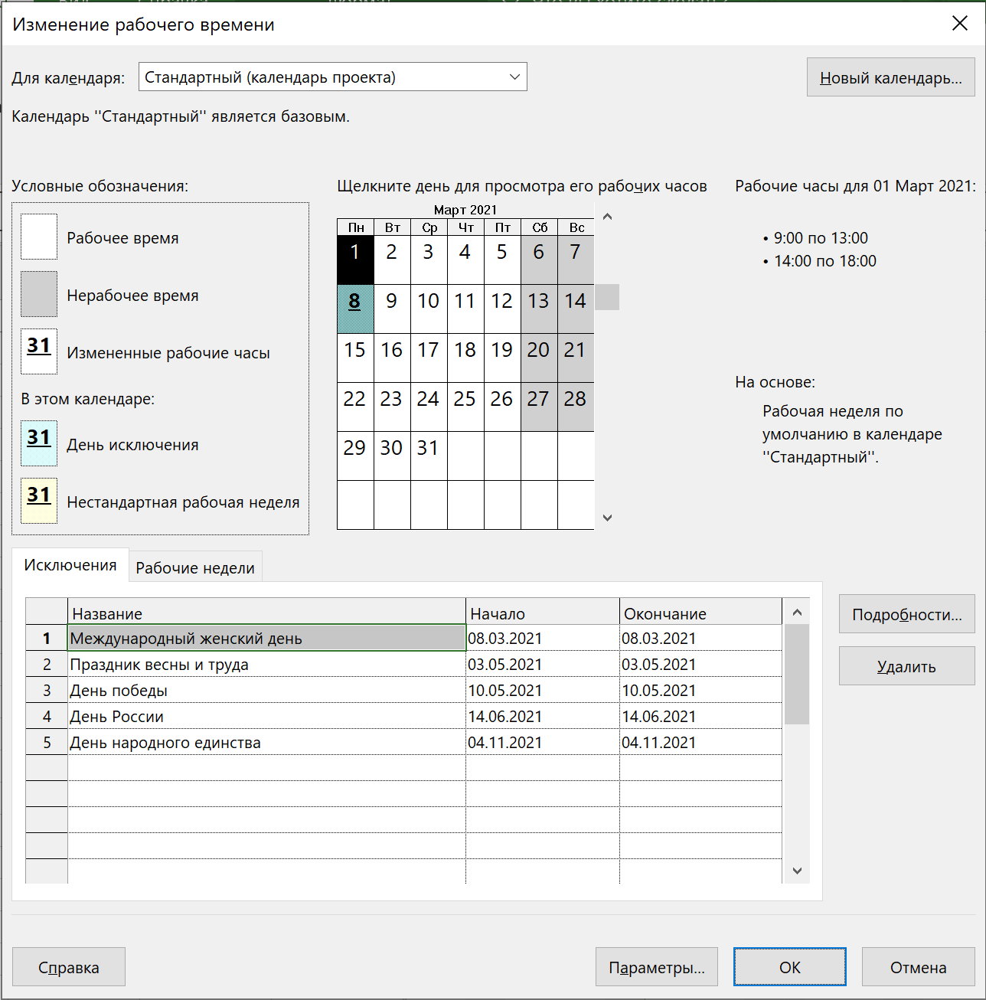 Изменение рабочего времени
Для календаря:
Стандартный (календарь проекта)
Новый календарь...
Календарь ''Стандартный'' является базовым.
Условные обозначения:
Рабочее время
Нерабочее время
31 Измененные рабочие часы
В этом календаре:
31 День исключения
31 Нестандартная рабочая неделя
Щелкните день для просмотра его рабочих часов
Март 2021
Пн Вт Ср Чт Пт Сб Вс
1 2 3 4 5 6 7
8 9 10 11 12 13 14
15 16 17 18 19 20 21
22 23 24 25 26 27 28
29 30 31
Рабочие часы для 01 Март 2021:
• 9:00 по 13:00
• 14:00 по 18:00
На основе:
Рабочая неделя по
умолчанию в календаре
''Стандартный''.
Исключения Рабочие недели
Название Начало Окончание
1 Международный женский день 08.03.2021 08.03.2021
2 Праздник весны и труда 03.05.2021 03.05.2021
3 День победы 10.05.2021 10.05.2021
4 День России 14.06.2021 14.06.2021
5 День народного единства 04.11.2021 04.11.2021
Подробности...
Удалить
Справка
Параметры...
ОК
Отмена